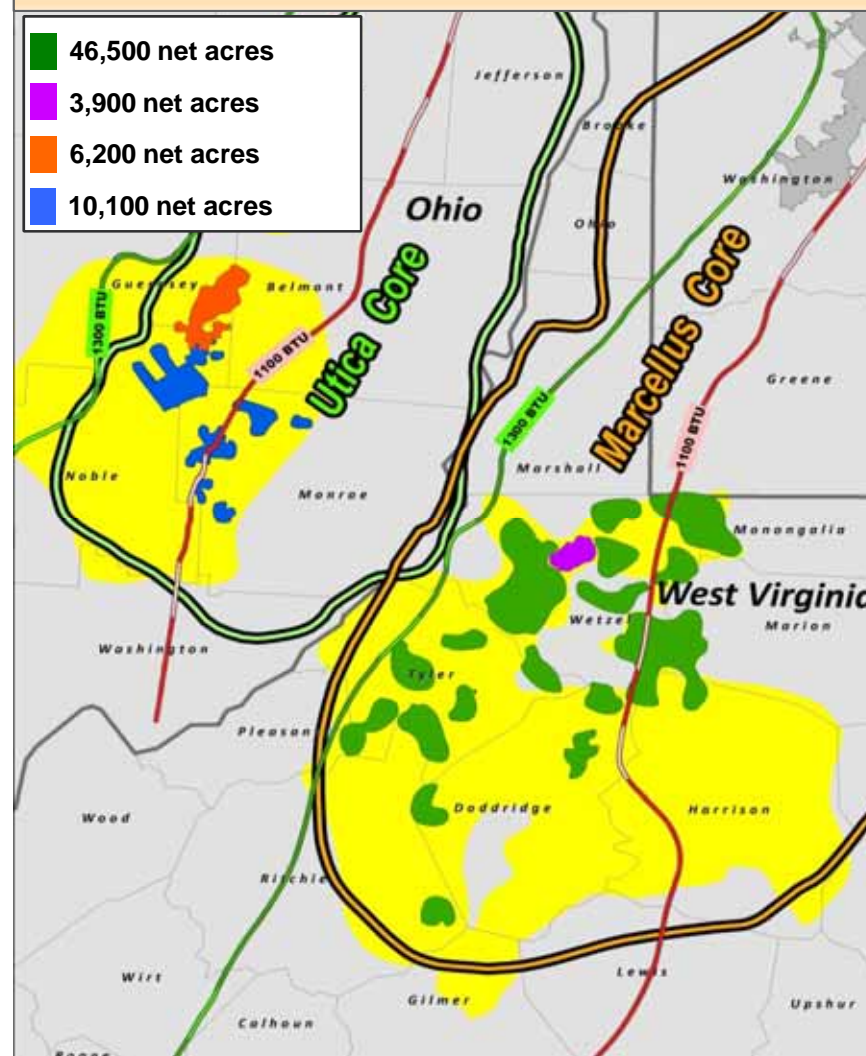 46,500 net acres
3,900 net acres
6,200 net acres
10,100 net acres
Jefferson
Brooke
Washington
Ohio
Ohio
Guernsey
Belmont
1300 BTU
1100 BTU
Utica Core
Marcellus Core
Greene
1300 BTU
1100 BTU
Marshall
Noble
Monroe
Monongalia
West Virginia
Wetzel
Marion
Washington
Tyler
Pleasan
Wood
Doddridge
Harrison
Ritchie
Wirt
Lewis
Gilmer
Upshur
Calhoun